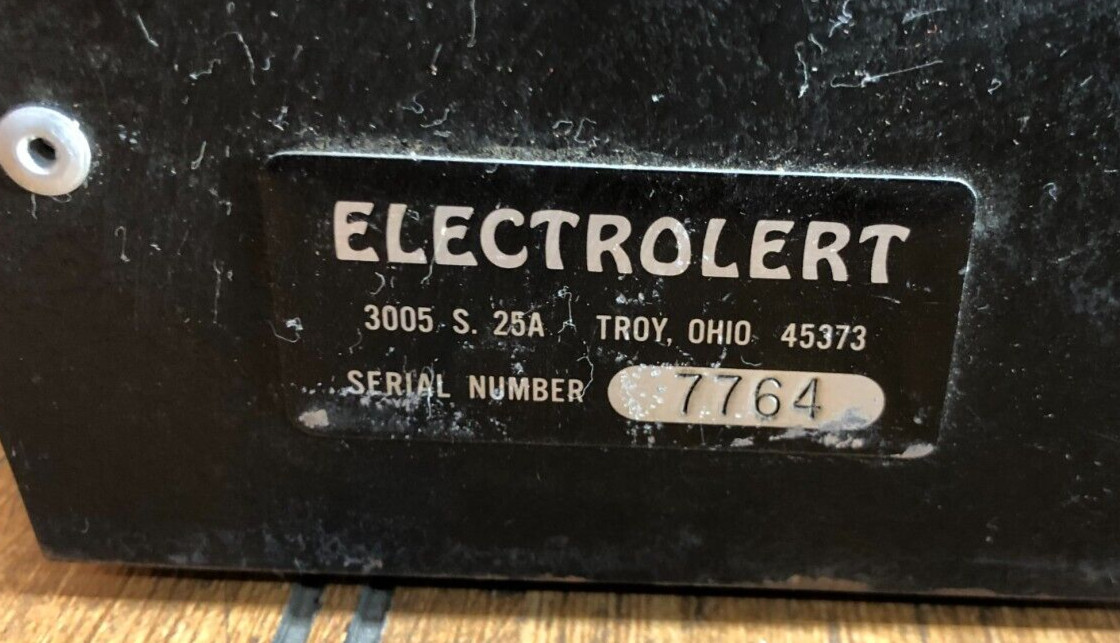 ELECTROLERT
3005 S. 25A TROY, OHIO 45373
SERIAL NUMBER 7764